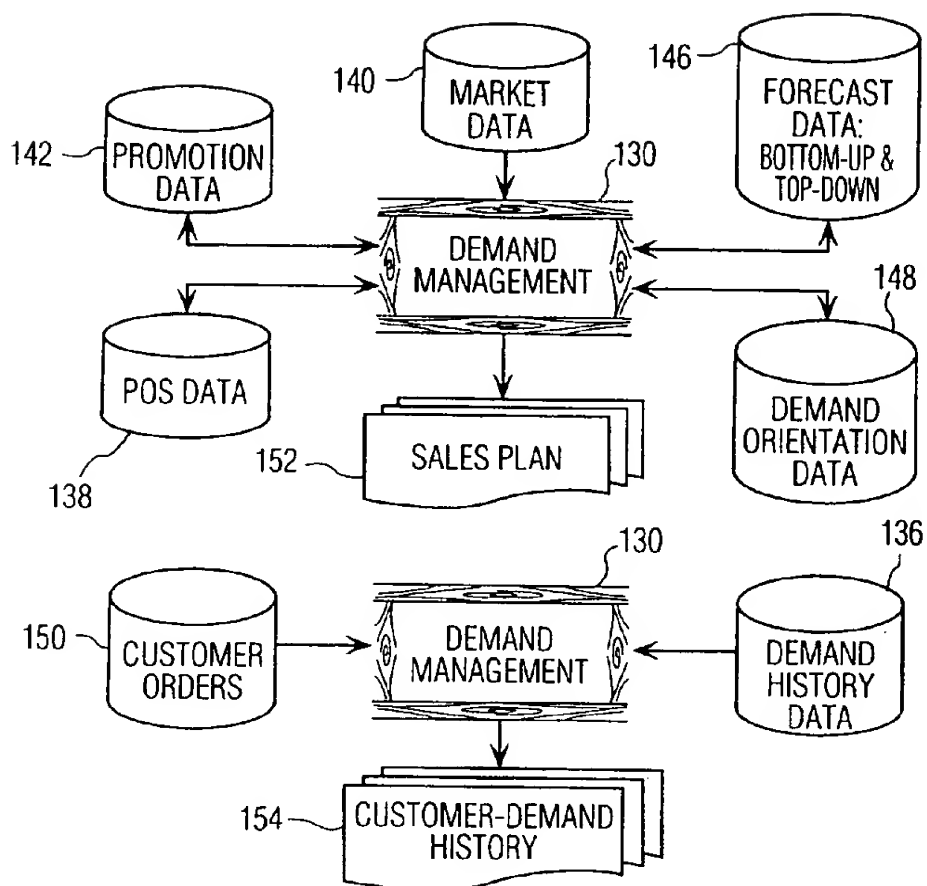 140
MARKET
DATA
146
FORECAST
DATA:
BOTTOM-UP &
TOP-DOWN
142
PROMOTION
DATA
130
DEMAND
MANAGEMENT
138
POS DATA
148
DEMAND
ORIENTATION
DATA
152
SALES PLAN
130
136
150
CUSTOMER
ORDERS
DEMAND
MANAGEMENT
DEMAND
HISTORY
DATA
154
CUSTOMER-DEMAND
HISTORY